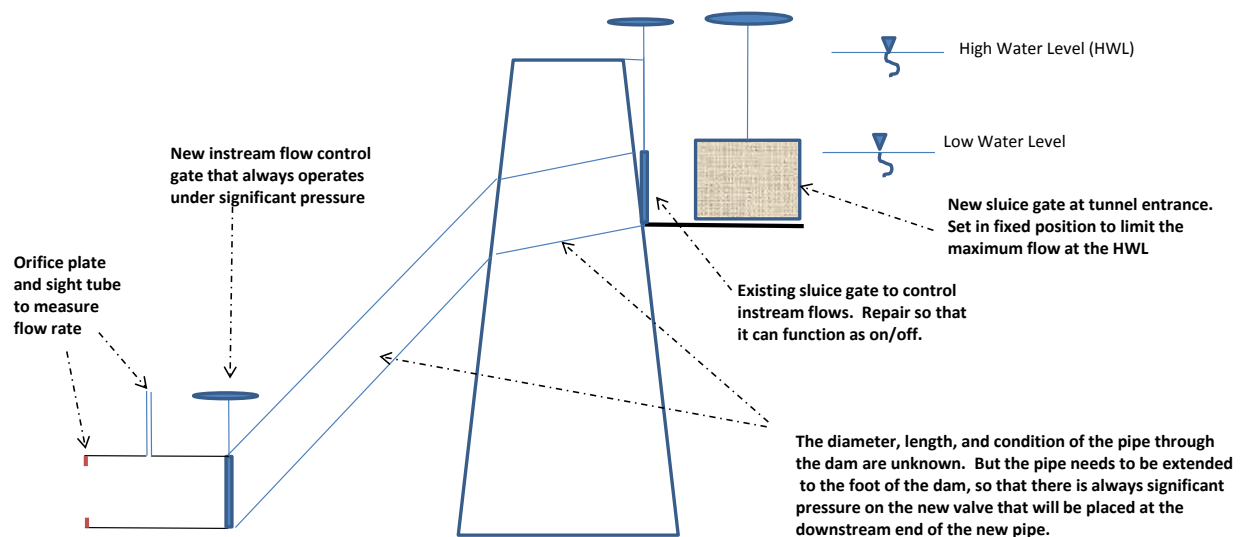 High Water Level (HWL)
Low Water Level
New instream flow control
gate that always operates
under significant pressure
New sluice gate at tunnel entrance.
Set in fixed position to limit the
maximum flow at the HWL
Orifice plate
and sight tube
to measure
flow rate
Existing sluice gate to control
instream flows.  Repair so that
it can function as on/off.
The diameter, length, and condition of the pipe through
the dam are unknown.  But the pipe needs to be extended
to the foot of the dam, so that there is always significant
pressure on the new valve that will be placed at the
downstream end of the new pipe.